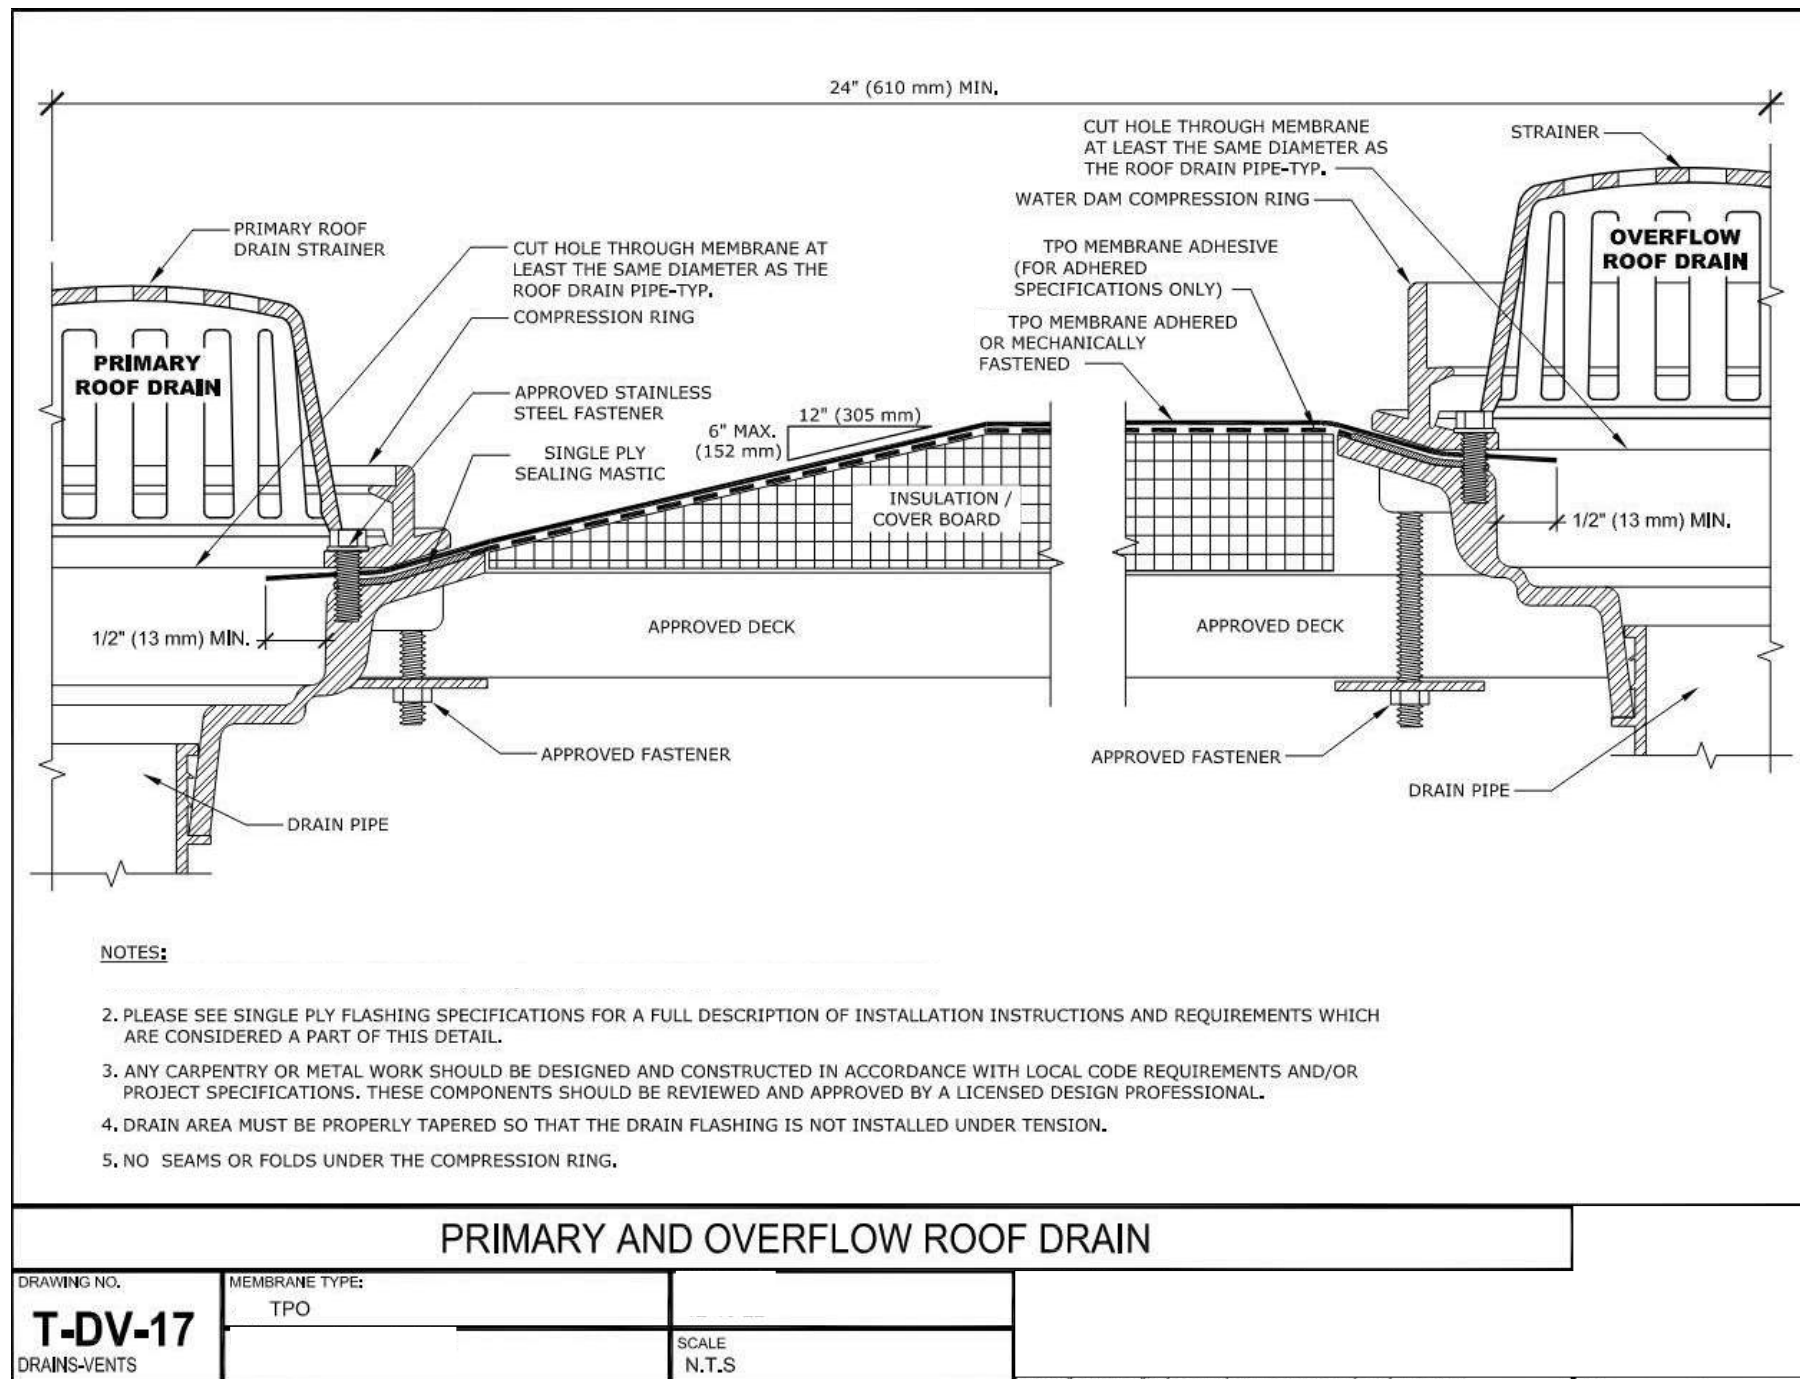 24" (610 mm) MIN.
CUT HOLE THROUGH MEMBRANE
AT LEAST THE SAME DIAMETER AS
THE ROOF DRAIN PIPE-TYP.
STRAINER
WATER DAM COMPRESSION RING
PRIMARY ROOF
DRAIN STRAINER
CUT HOLE THROUGH MEMBRANE AT
LEAST THE SAME DIAMETER AS THE
ROOF DRAIN PIPE-TYP.
TPO MEMBRANE ADHESIVE
(FOR ADHERED
SPECIFICATIONS ONLY)
OVERFLOW
ROOF DRAIN
COMPRESSION RING
TPO MEMBRANE ADHERED
OR MECHANICALLY
FASTENED
PRIMARY
ROOF DRAIN
APPROVED STAINLESS
STEEL FASTENER
12" (305 mm)
6" MAX.
(152 mm)
SINGLE PLY
SEALING MASTIC
INSULATION /
COVER BOARD
1/2" (13 mm) MIN.
1/2" (13 mm) MIN.
APPROVED DECK
APPROVED DECK
APPROVED FASTENER
APPROVED FASTENER
DRAIN PIPE
DRAIN PIPE
NOTES:
2. PLEASE SEE SINGLE PLY FLASHING SPECIFICATIONS FOR A FULL DESCRIPTION OF INSTALLATION INSTRUCTIONS AND REQUIREMENTS WHICH
ARE CONSIDERED A PART OF THIS DETAIL.
3. ANY CARPENTRY OR METAL WORK SHOULD BE DESIGNED AND CONSTRUCTED IN ACCORDANCE WITH LOCAL CODE REQUIREMENTS AND/OR
PROJECT SPECIFICATIONS. THESE COMPONENTS SHOULD BE REVIEWED AND APPROVED BY A LICENSED DESIGN PROFESSIONAL.
4. DRAIN AREA MUST BE PROPERLY TAPERED SO THAT THE DRAIN FLASHING IS NOT INSTALLED UNDER TENSION.
5. NO SEAMS OR FOLDS UNDER THE COMPRESSION RING.
PRIMARY AND OVERFLOW ROOF DRAIN
DRAWING NO.
T-DV-17
DRAINS-VENTS
MEMBRANE TYPE:
TPO
SCALE
N.T.S